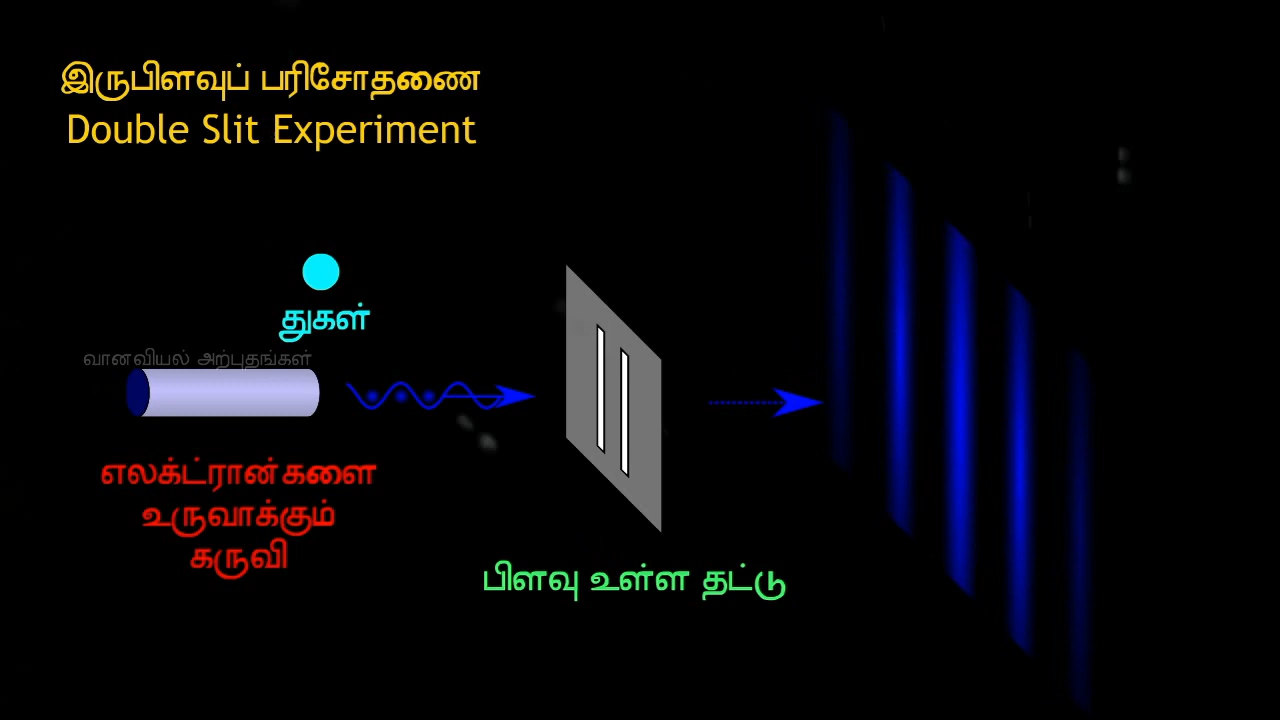 இருபிளவுப் பரிசோதணை
Double Slit Experiment
துகள்
வானவியல் அற்புதங்கள்
எலக்ட்ரான்களை
உருவாக்கும்
கருவி
பிளவு உள்ள தட்டு